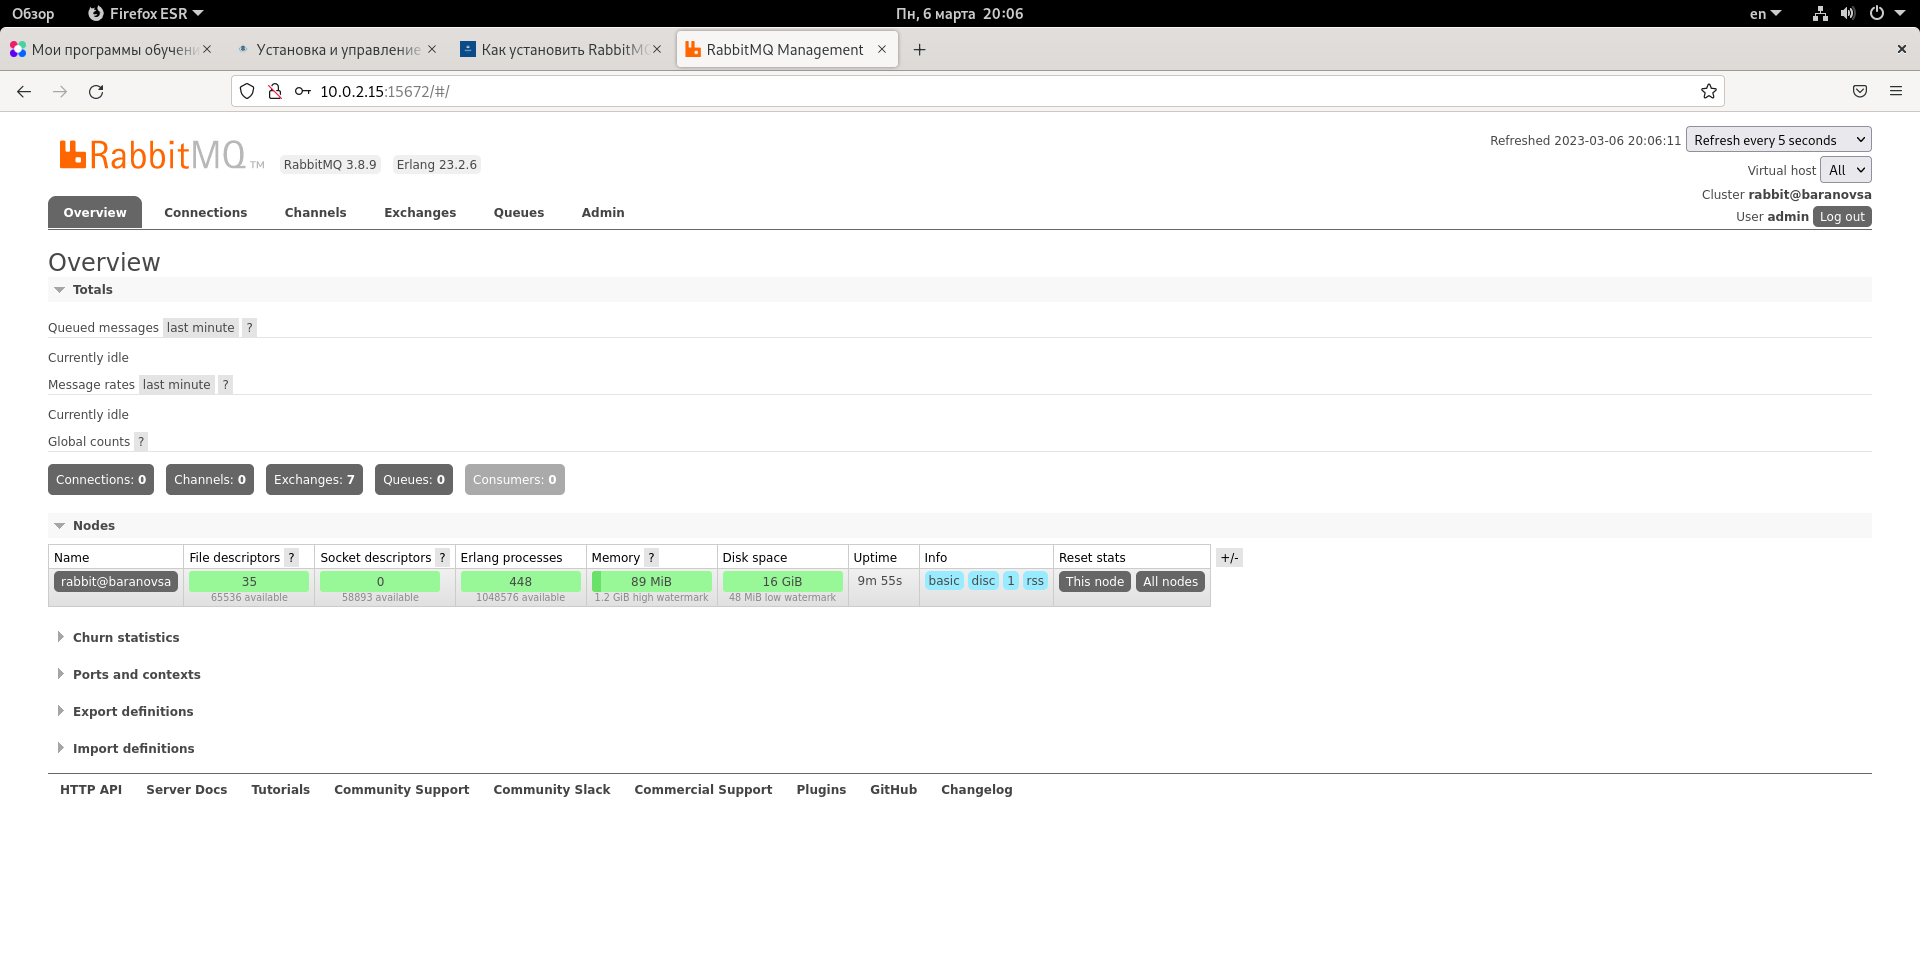 Обзор Firefox ESR Пн, 6 марта 20:06 en
Мои программы обучени Установка и управление Как установить RabbitM RabbitMQ Management
10.0.2.15:15672/#/
RabbitMQ TM RabbitMQ 3.8.9 Erlang 23.2.6
Refreshed 2023-03-06 20:06:11 Refresh every 5 seconds
Virtual host All
Cluster rabbit@baranovsa
User admin Log out
Overview Connections Channels Exchanges Queues Admin
Overview
Totals
Queued messages last minute ?
Currently idle
Message rates last minute ?
Currently idle
Global counts ?
Connections: 0 Channels: 0 Exchanges: 7 Queues: 0 Consumers: 0
Nodes
Name File descriptors ? Socket descriptors ? Erlang processes Memory ? Disk space Uptime Info Reset stats +/-
rabbit@baranovsa 35 0 448 89 MiB 16 GiB 9m 55s basic disc 1 rss This node All nodes
65536 available 58893 available 1048576 available 1.2 GiB high watermark 48 MiB low watermark
Churn statistics
Ports and contexts
Export definitions
Import definitions
HTTP API Server Docs Tutorials Community Support Community Slack Commercial Support Plugins GitHub Changelog